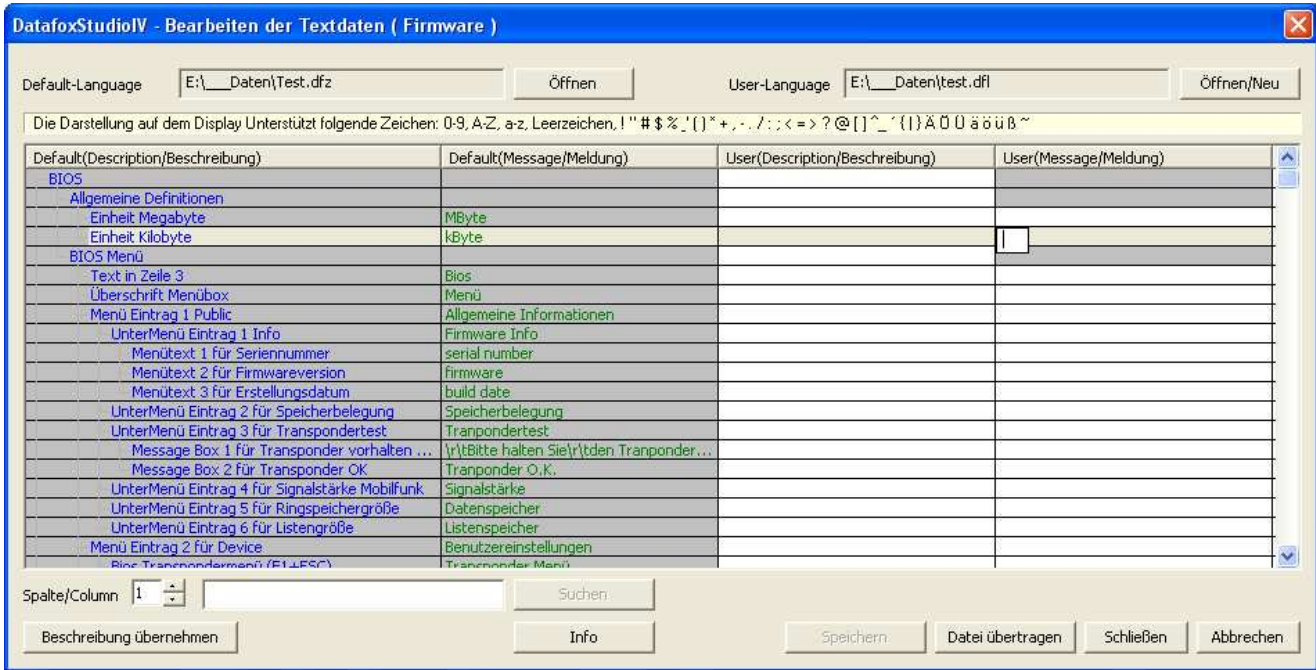 DatafoxStudioIV - Bearbeiten der Textdaten ( Firmware )
Default-Language E:\___Daten\Test.dfz Öffnen User-Language E:\___Daten\test.dfl Öffnen/Neu
Die Darstellung auf dem Display Unterstützt folgende Zeichen: 0-9, A-Z, a-z, Leerzeichen, ! " # $ % _ ' ( ) * + , - . / : ; < = > ? @ [ ] ^ _ ´ { | } Ä Ö Ü ä ö ü ß ~
Default(Description/Beschreibung) Default(Message/Meldung) User(Description/Beschreibung) User(Message/Meldung)
BIOS
Allgemeine Definitionen
Einheit Megabyte MByte
Einheit Kilobyte kByte
BIOS Menü
Text in Zeile 3 Bios
Überschrift Menübox Menü
Menü Eintrag 1 Public Allgemeine Informationen
UnterMenü Eintrag 1 Info Firmware Info
Menütext 1 für Seriennummer serial number
Menütext 2 für Firmwareversion firmware
Menütext 3 für Erstellungsdatum build date
UnterMenü Eintrag 2 für Speicherbelegung Speicherbelegung
UnterMenü Eintrag 3 für Transpondertest Tranpondertest
Message Box 1 für Transponder vorhalten ... \r\tBitte halten Sie\r\tden Tranponder...
Message Box 2 für Transponder OK Tranponder O.K.
UnterMenü Eintrag 4 für Signalstärke Mobilfunk Signalstärke
UnterMenü Eintrag 5 für Ringspeichergröße Datenspeicher
UnterMenü Eintrag 6 für Listengröße Listenspeicher
Menü Eintrag 2 für Device Benutzereinstellungen
Bios Transpondermenü (F1+ESC) Transponder Menü
Spalte/Column 1 Suchen
Beschreibung übernehmen Info Speichern Datei übertragen Schließen Abbrechen